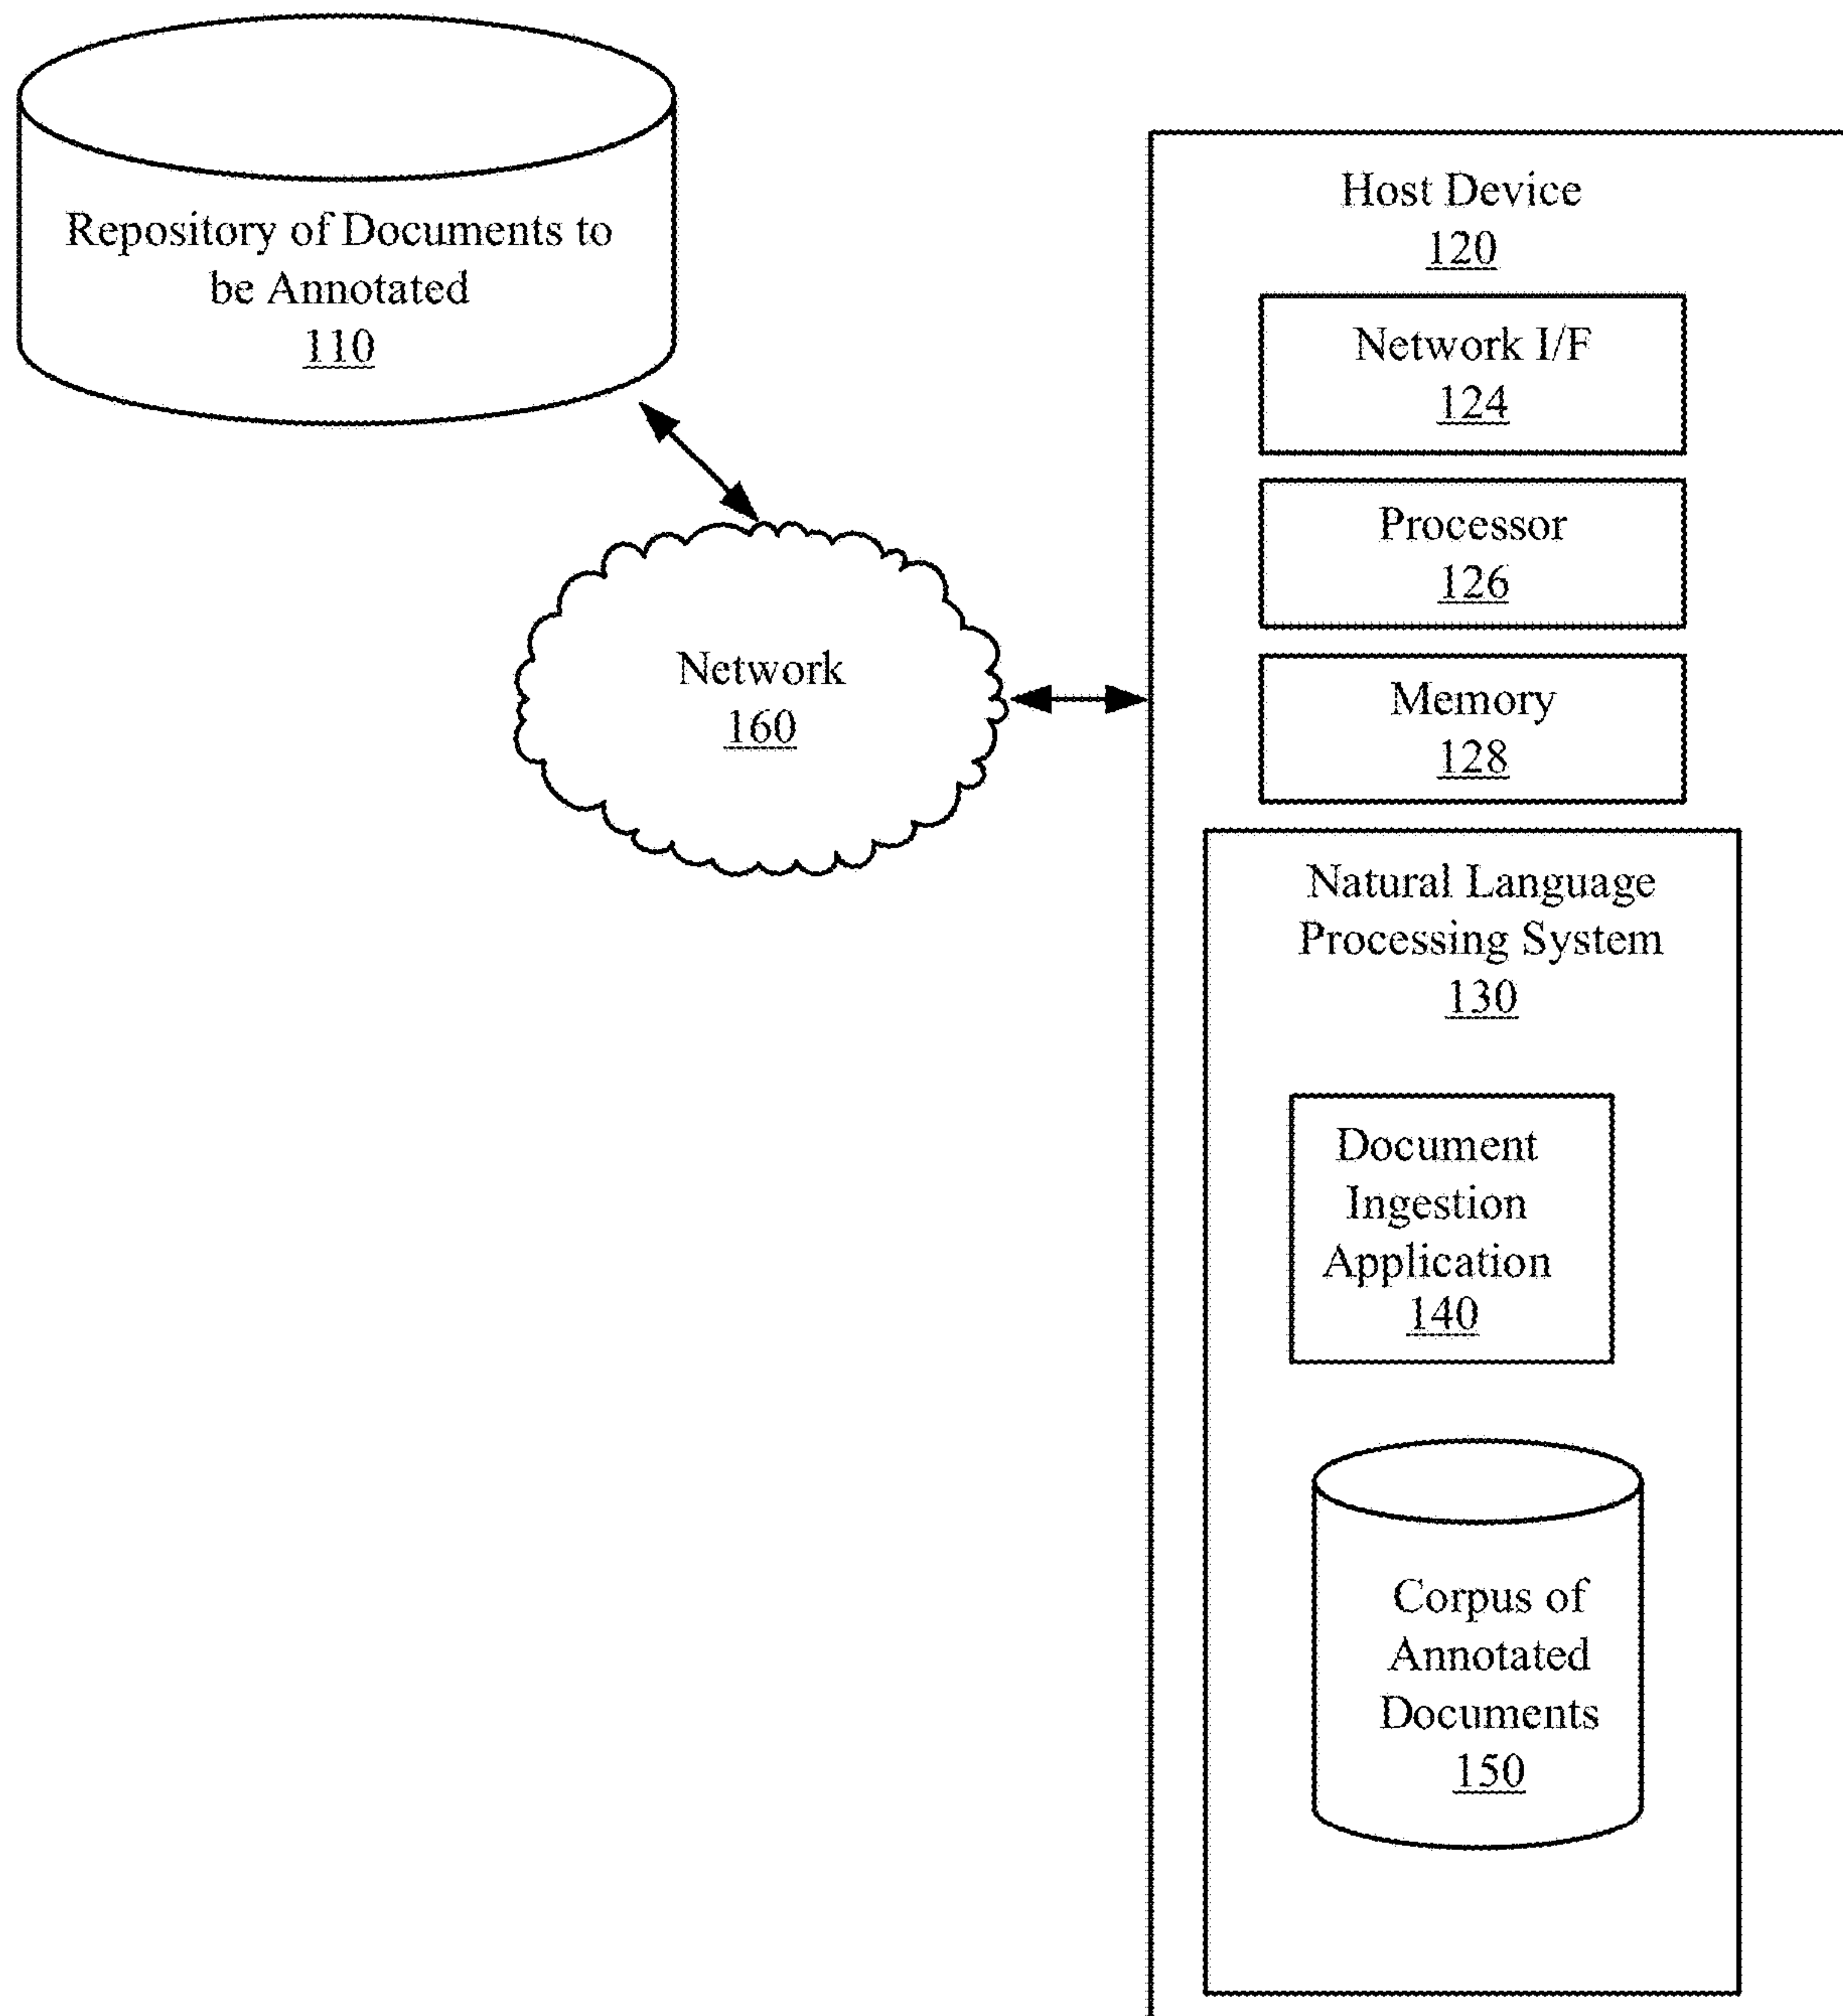 Repository of Documents to
be Annotated
110
Network
160
Host Device
120
Network I/F
124
Processor
126
Memory
128
Natural Language
Processing System
130
Document
Ingestion
Application
140
Corpus of
Annotated
Documents
150